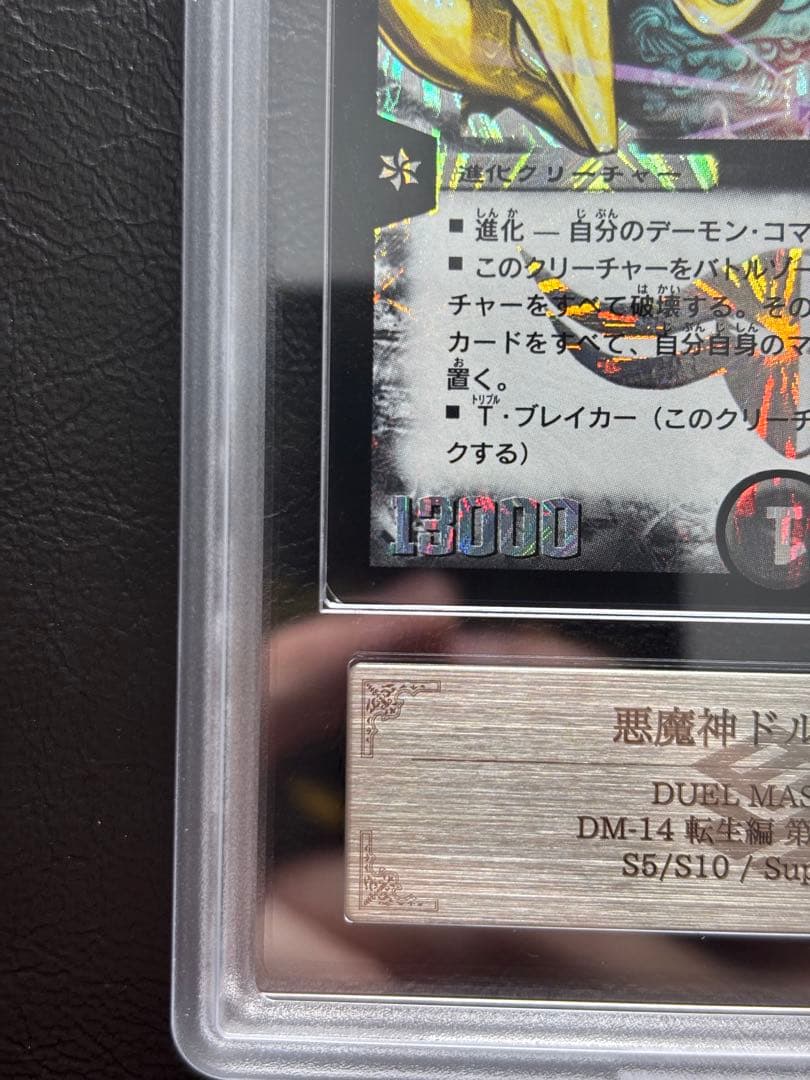 進化クリーチャー
しん か じ ぶん
■ 進化 — 自分のデーモン・コマ
■ このクリーチャーをバトルゾー
は かい
チャーをすべて破壊する。その
じ ぶん じ しん
カードをすべて、自分自身のマ
お
置く。
トリプル
■ T・ブレイカー（このクリーチ
クする）
13000
T
悪魔神ドル
DUEL MAS
DM-14 転生編 第
S5/S10 / Sup